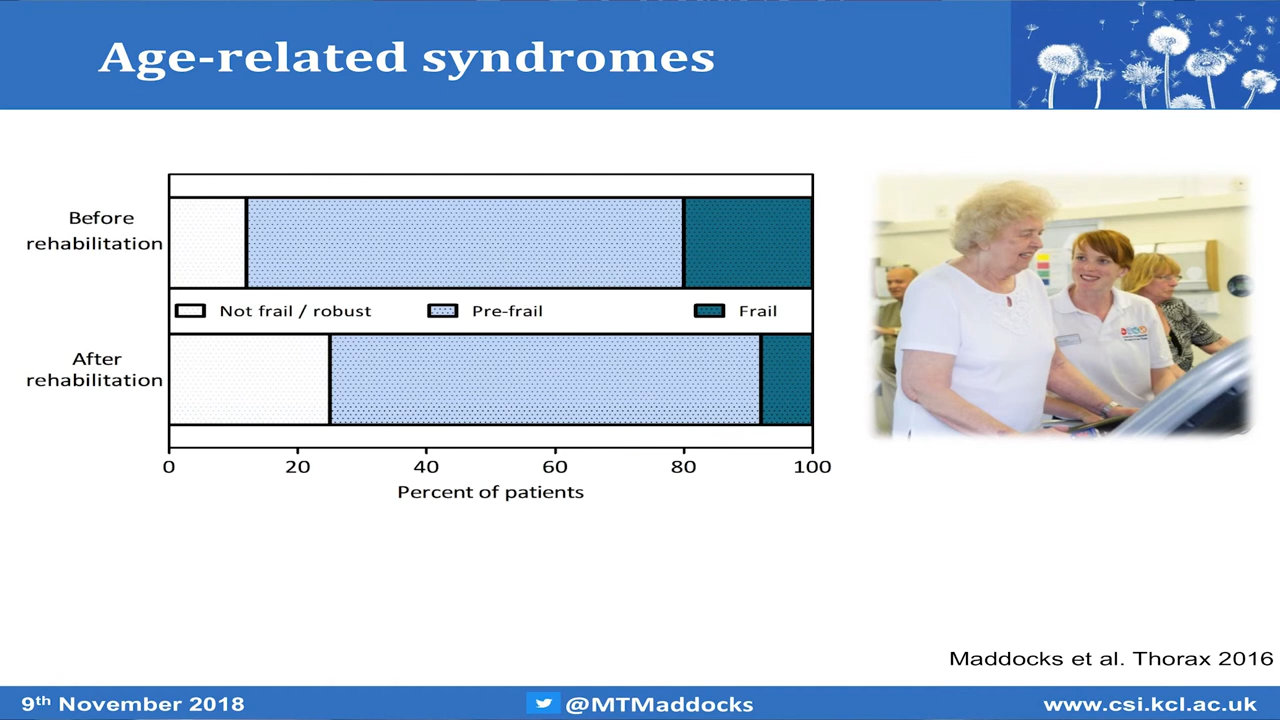 Age-related syndromes
Before
rehabilitation
Not frail / robust
Pre-frail
Frail
After
rehabilitation
0 20 40 60 80 100
Percent of patients
Maddocks et al. Thorax 2016
9th November 2018
@MTMaddocks
www.csi.kcl.ac.uk